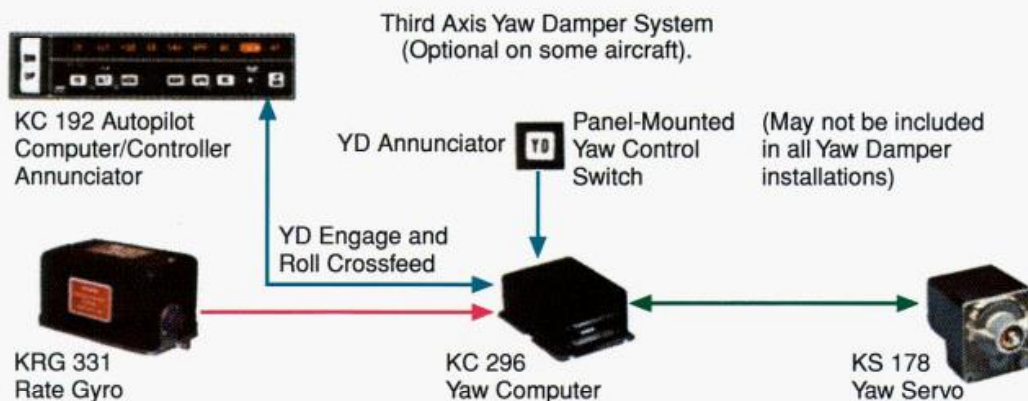 Third Axis Yaw Damper System
(Optional on some aircraft).
KC 192 Autopilot
Computer/Controller
Annunciator
YD Annunciator
YD
Panel-Mounted
Yaw Control
Switch
(May not be included
in all Yaw Damper
installations)
YD Engage and
Roll Crossfeed
KRG 331
Rate Gyro
KC 296
Yaw Computer
KS 178
Yaw Servo